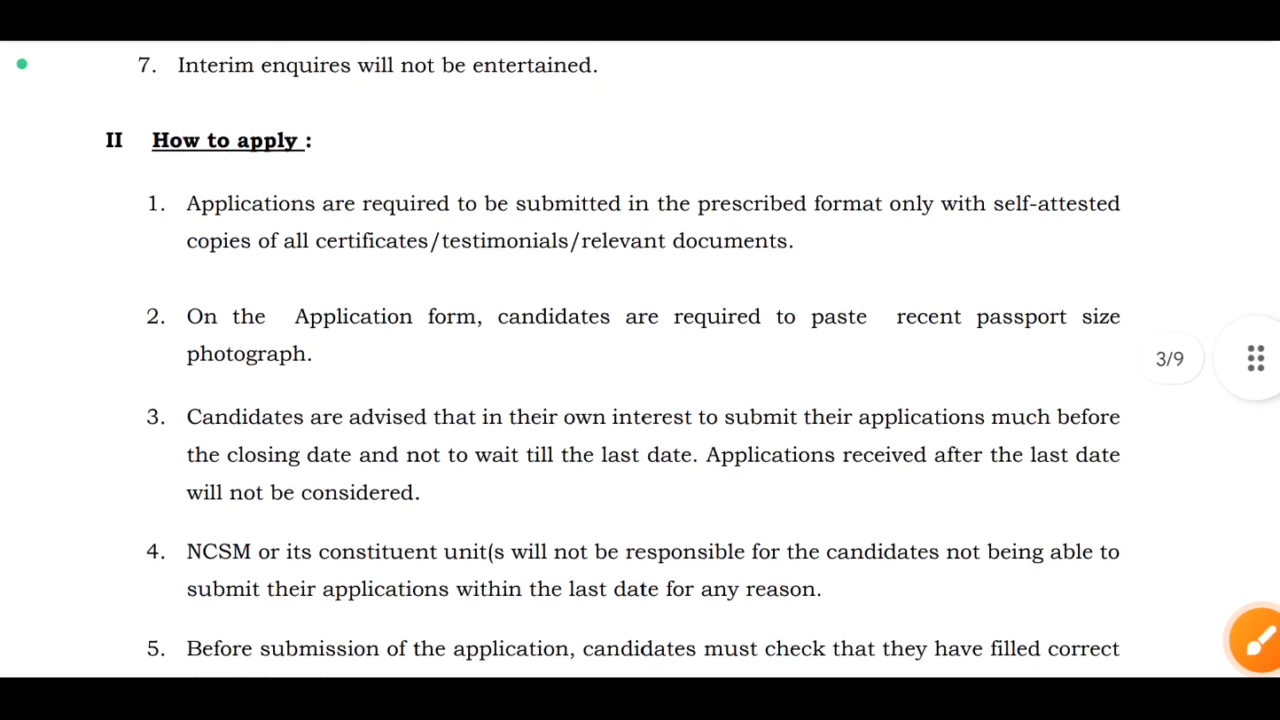 7. Interim enquires will not be entertained.
II How to apply :
1. Applications are required to be submitted in the prescribed format only with self-attested
copies of all certificates/testimonials/relevant documents.
2. On the Application form, candidates are required to paste recent passport size
photograph.
3/9
3. Candidates are advised that in their own interest to submit their applications much before
the closing date and not to wait till the last date. Applications received after the last date
will not be considered.
4. NCSM or its constituent unit(s will not be responsible for the candidates not being able to
submit their applications within the last date for any reason.
5. Before submission of the application, candidates must check that they have filled correct